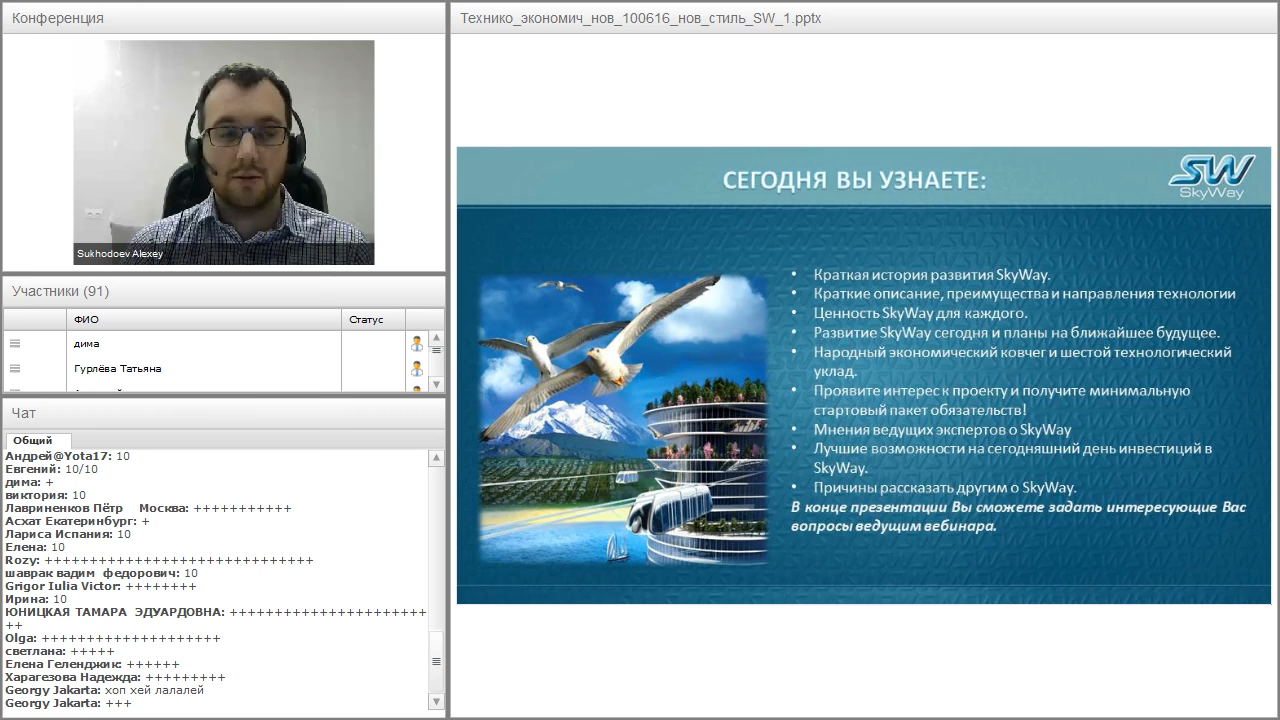 Конференция
Sukhodoev Alexey
Участники (91)
ФИО
Статус
дима
Гурлёва Татьяна
Чат
Общий
Андрей@Yota17: 10
Евгений: 10/10
дима: +
виктория: 10
Лавриненков Пётр Москва: +++++++++++
Асхат Екатеринбург: +
Лариса Испания: 10
Елена: 10
Rozy: ++++++++++++++++++++++++++++++
шаврак вадим федорович: 10
Grigor Iulia Victor: ++++++++
Ирина: 10
ЮНИЦКАЯ ТАМАРА ЭДУАРДОВНА: ++++++++++++++++++++++
++
Olga: ++++++++++++++++++++
светлана: +++++
Елена Геленджик: ++++++
Харагезова Надежда: +++++++++
Georgy Jakarta: хоп хей лалалей
Georgy Jakarta: +++
Технико_экономич_нов_100616_нов_стиль_SW_1.pptx
СЕГОДНЯ ВЫ УЗНАЕТЕ:
SW
SkyWay
• Краткая история развития SkyWay.
• Краткие описание, преимущества и направления технологии
• Ценность SkyWay для каждого.
• Развитие SkyWay сегодня и планы на ближайшее будущее.
• Народный экономический ковчег и шестой технологический
уклад.
• Проявите интерес к проекту и получите минимальную
стартовый пакет обязательств!
• Мнения ведущих экспертов о SkyWay
• Лучшие возможности на сегодняшний день инвестиций в
SkyWay.
• Причины рассказать другим о SkyWay.
В конце презентации Вы сможете задать интересующие Вас
вопросы ведущим вебинара.